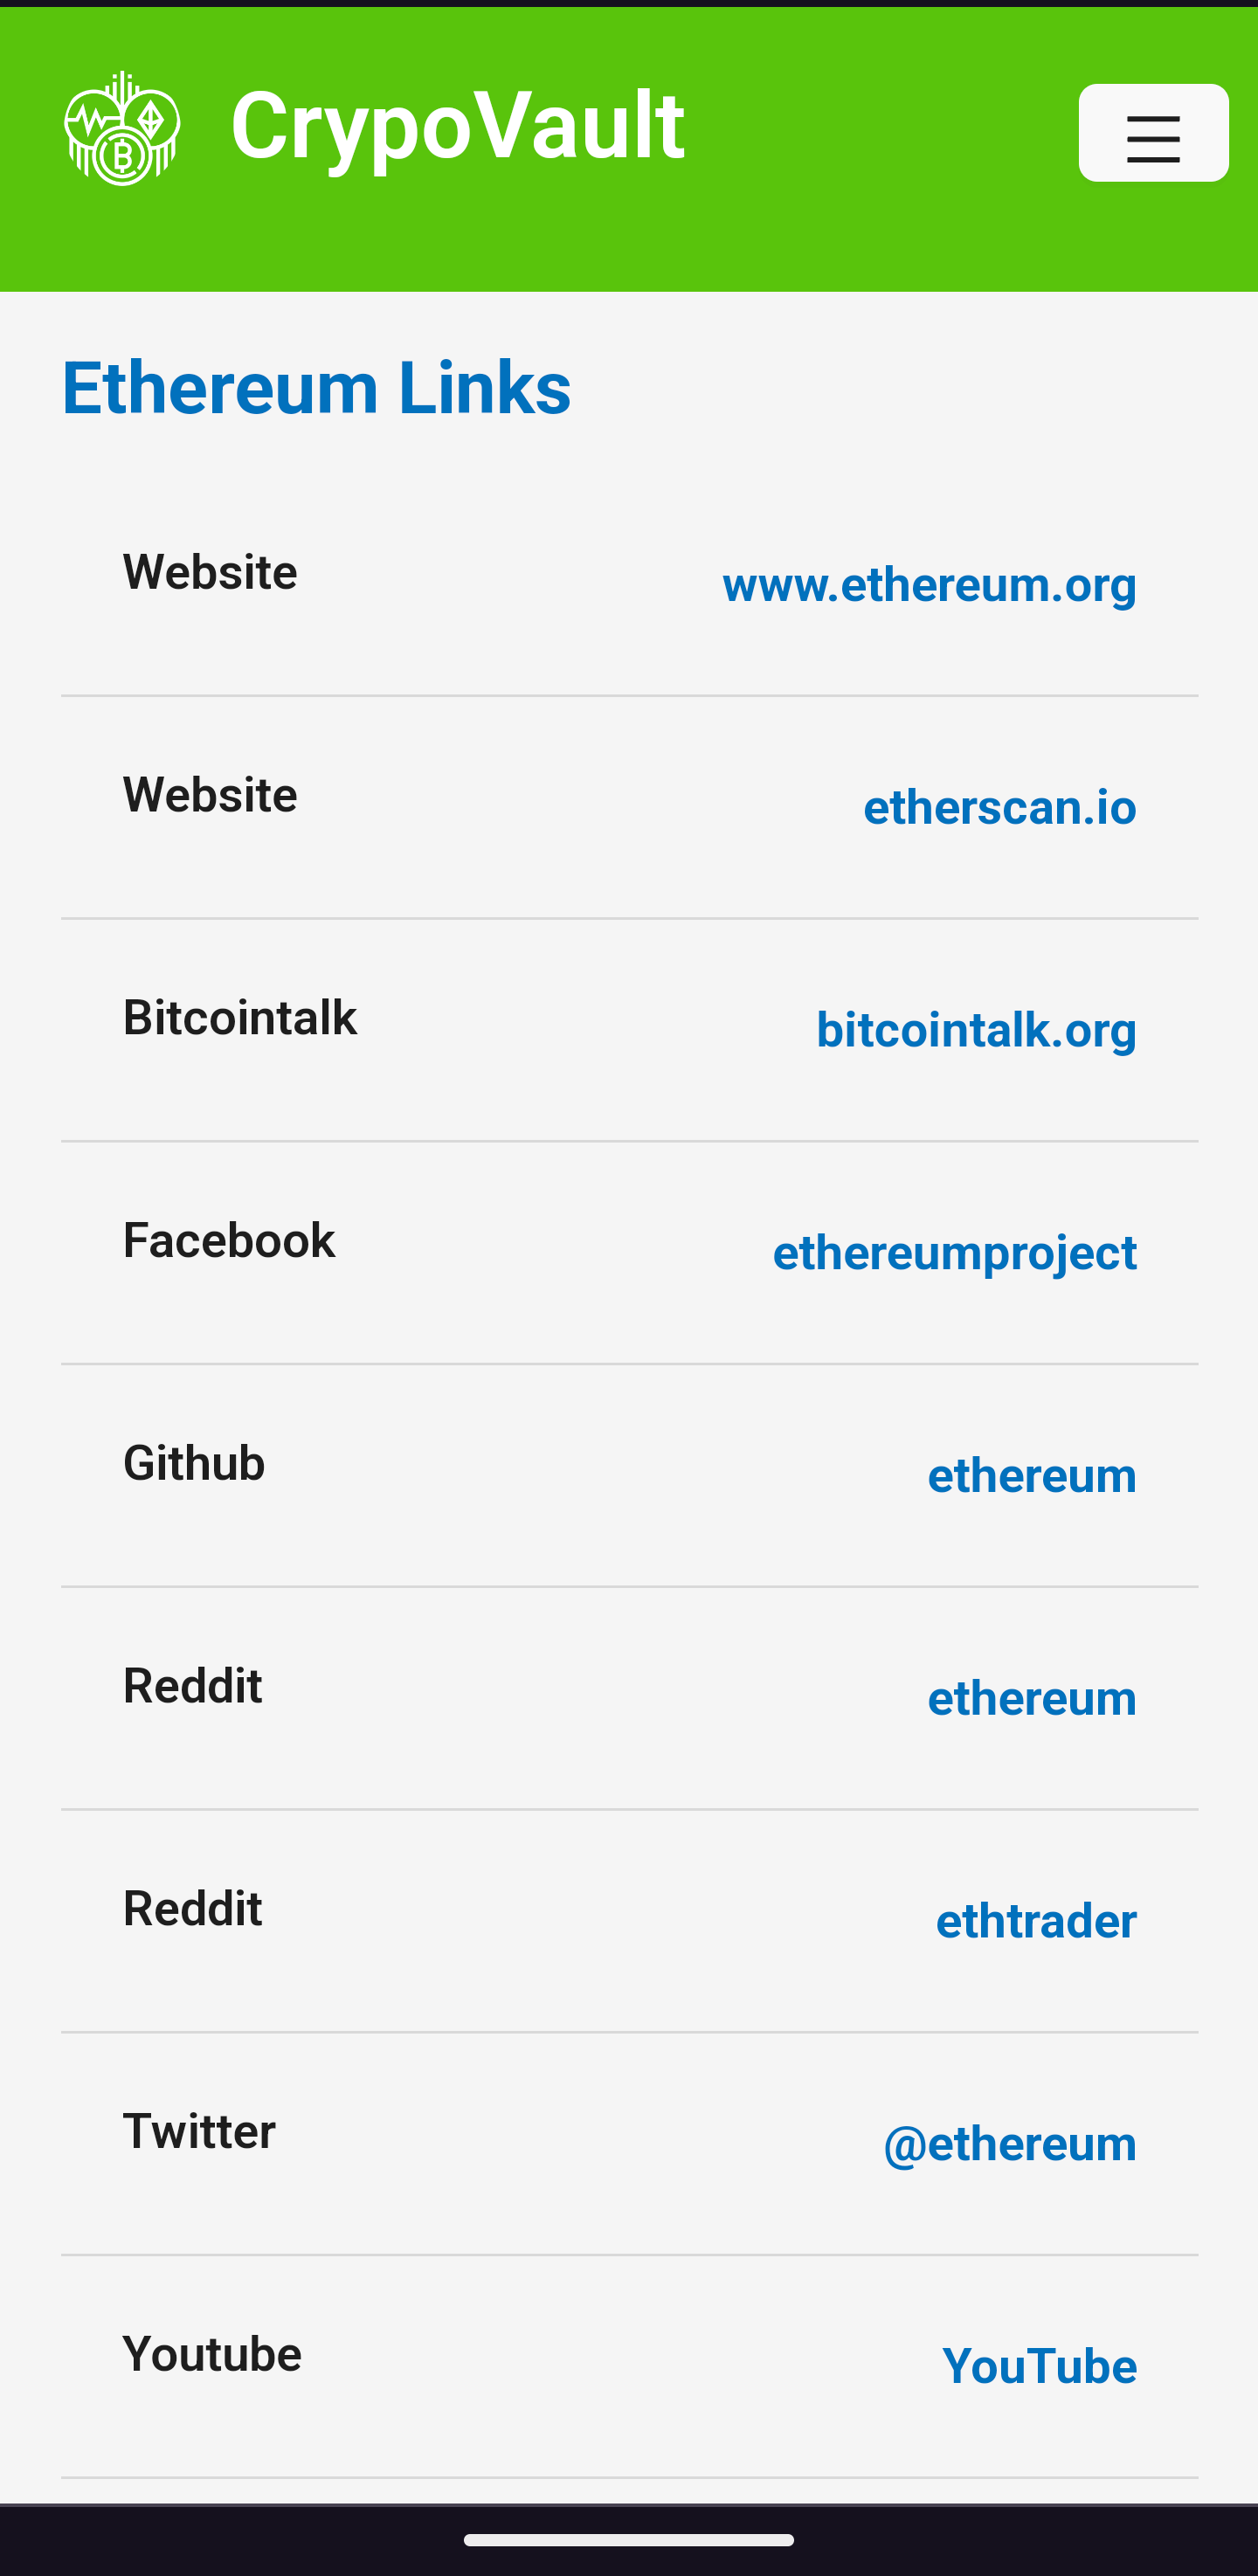 CrypoVault
Ethereum Links
Website
www.ethereum.org
Website
etherscan.io
Bitcointalk
bitcointalk.org
Facebook
ethereumproject
Github
ethereum
Reddit
ethereum
Reddit
ethtrader
Twitter
@ethereum
Youtube
YouTube